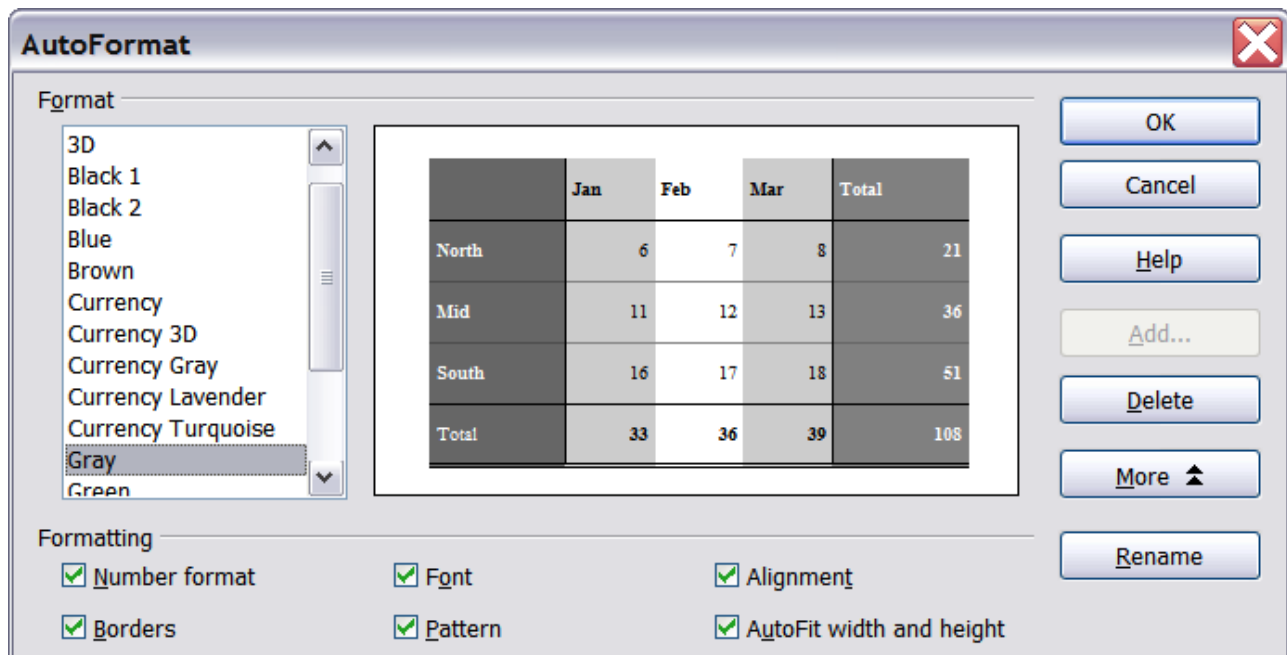 AutoFormat
Format
3D
Black 1
Black 2
Blue
Brown
Currency
Currency 3D
Currency Gray
Currency Lavender
Currency Turquoise
Gray
Green
Jan Feb Mar Total
North 6 7 8 21
Mid 11 12 13 36
South 16 17 18 51
Total 33 36 39 108
OK
Cancel
Help
Add...
Delete
More
Rename
Formatting
Number format Font Alignment
Borders Pattern AutoFit width and height